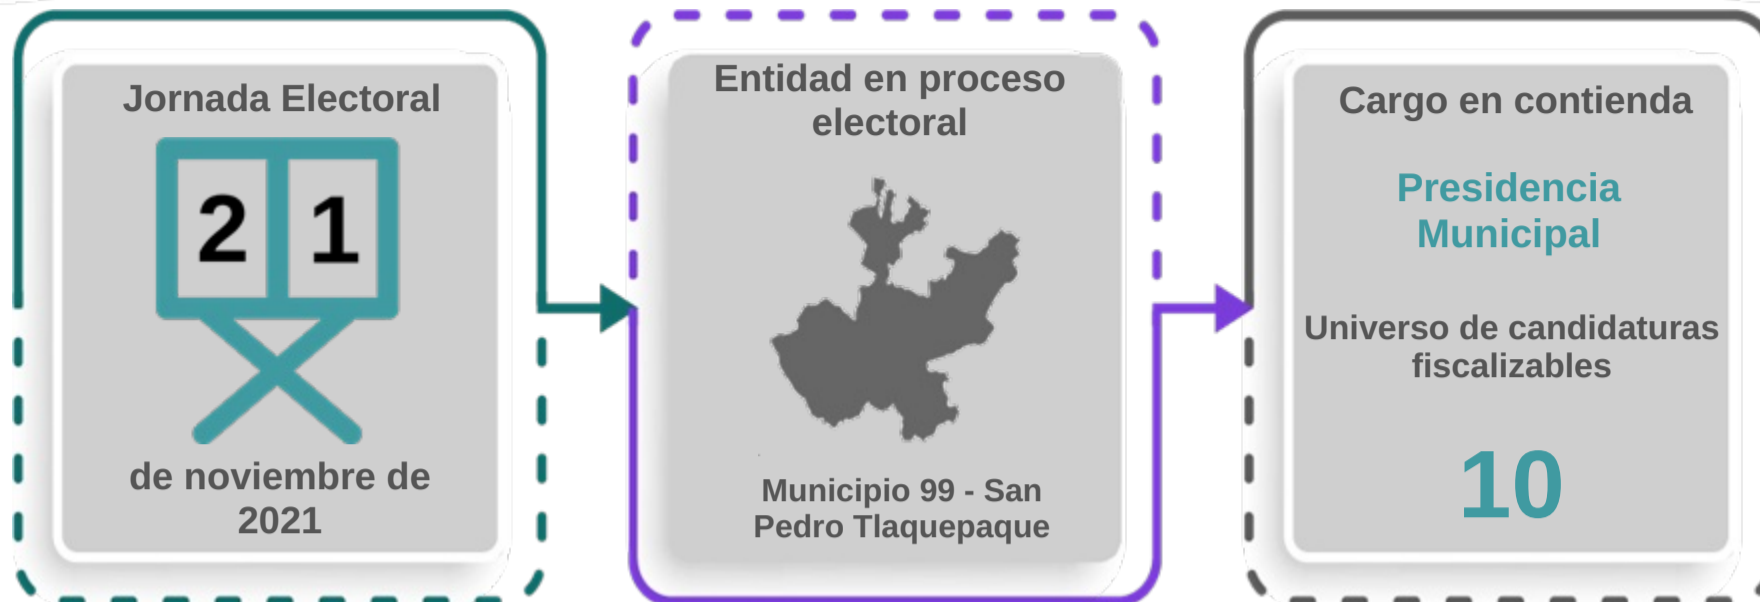 Jornada Electoral
2 1
de noviembre de
2021
Entidad en proceso
electoral
Municipio 99 - San
Pedro Tlaquepaque
Cargo en contienda
Presidencia
Municipal
Universo de candidaturas
fiscalizables
10